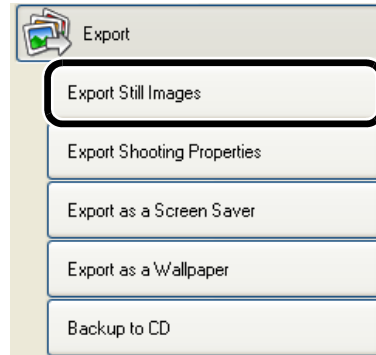 Export
Export Still Images
Export Shooting Properties
Export as a Screen Saver
Export as a Wallpaper
Backup to CD